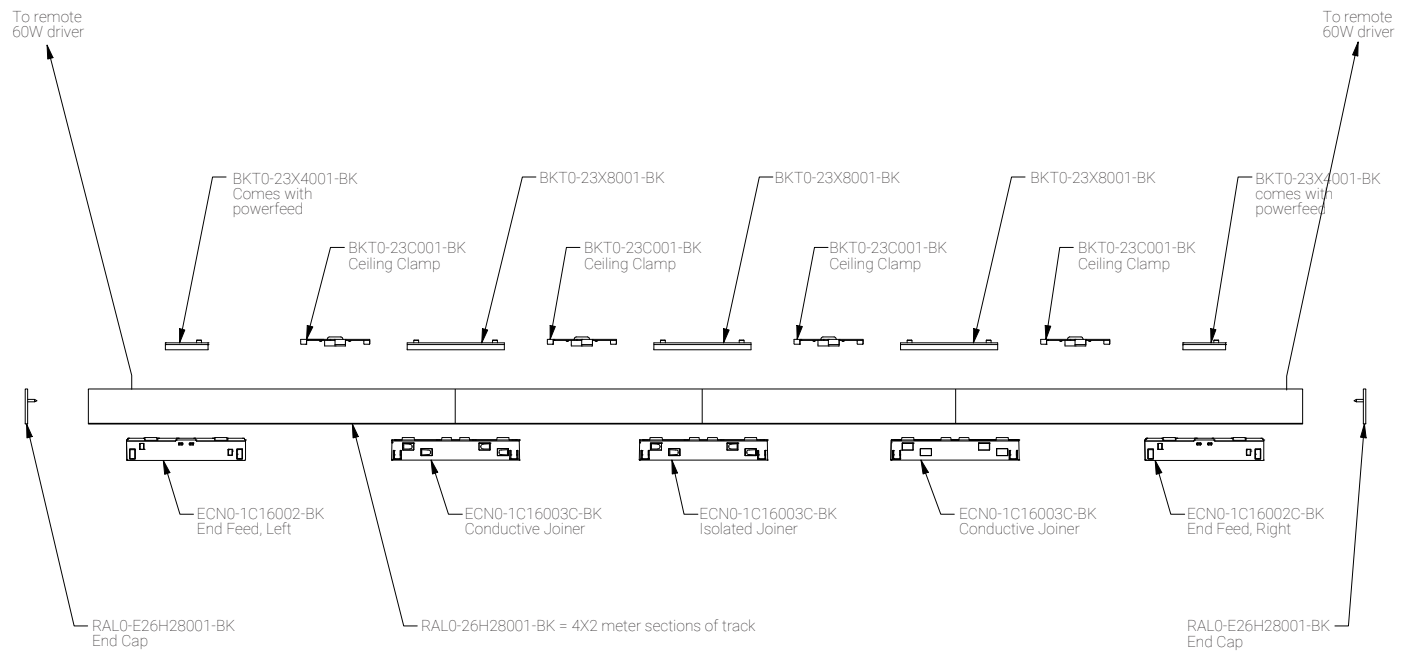 To remote
60W driver
To remote
60W driver
BKT0-23X4001-BK
Comes with
powerfeed
BKT0-23X8001-BK
BKT0-23X8001-BK
BKT0-23X8001-BK
BKT0-23X4001-BK
comes with
powerfeed
BKT0-23C001-BK
Ceiling Clamp
BKT0-23C001-BK
Ceiling Clamp
BKT0-23C001-BK
Ceiling Clamp
BKT0-23C001-BK
Ceiling Clamp
ECN0-1C16002-BK
End Feed, Left
ECN0-1C16003C-BK
Conductive Joiner
ECN0-1C16003C-BK
Isolated Joiner
ECN0-1C16003C-BK
Conductive Joiner
ECN0-1C16002C-BK
End Feed, Right
RAL0-E26H28001-BK
End Cap
RAL0-26H28001-BK = 4X2 meter sections of track
RAL0-E26H28001-BK
End Cap